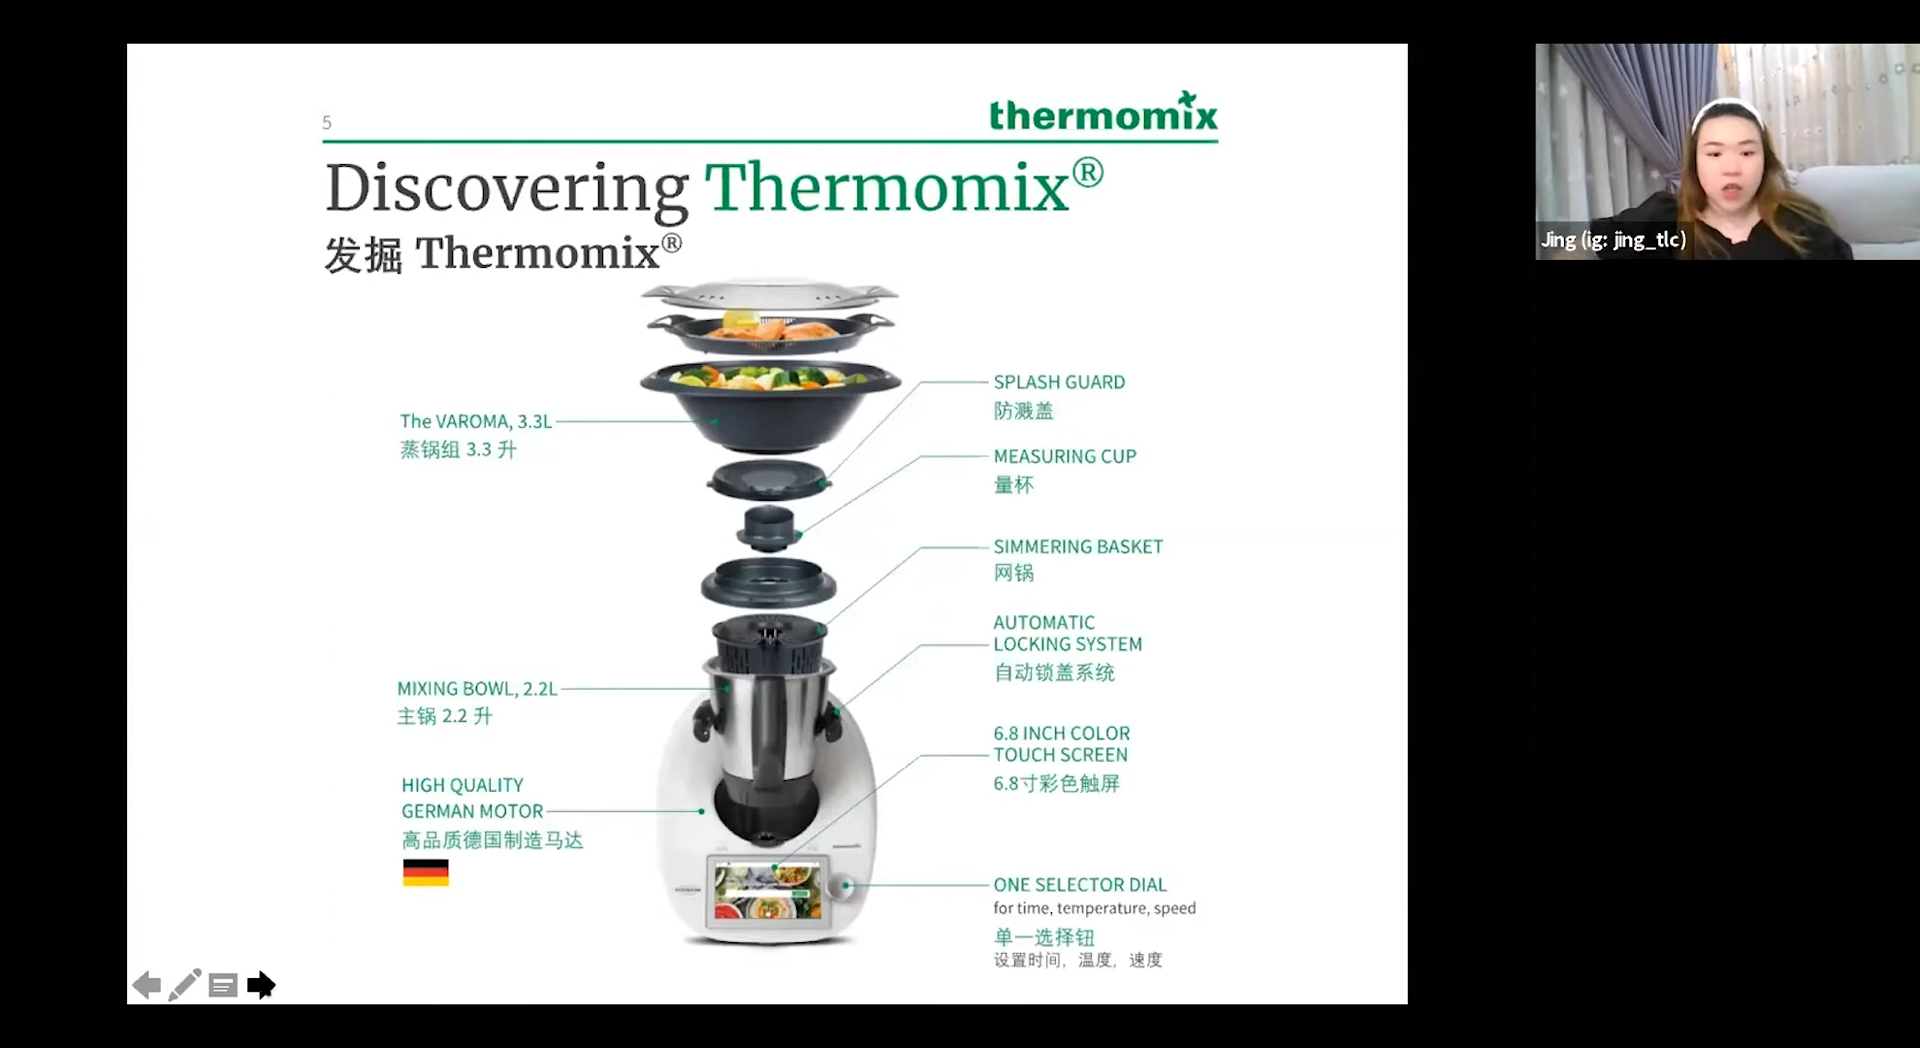 5
thermomix
Discovering Thermomix®
发掘 Thermomix®
SPLASH GUARD
防溅盖
The VAROMA, 3.3L
蒸锅组 3.3 升
MEASURING CUP
量杯
SIMMERING BASKET
网锅
AUTOMATIC
LOCKING SYSTEM
自动锁盖系统
MIXING BOWL, 2.2L
主锅 2.2 升
6.8 INCH COLOR
TOUCH SCREEN
6.8寸彩色触屏
HIGH QUALITY
GERMAN MOTOR
高品质德国制造马达
ONE SELECTOR DIAL
for time, temperature, speed
单一选择钮
设置时间，温度，速度
Jing (ig: jing_tlc)